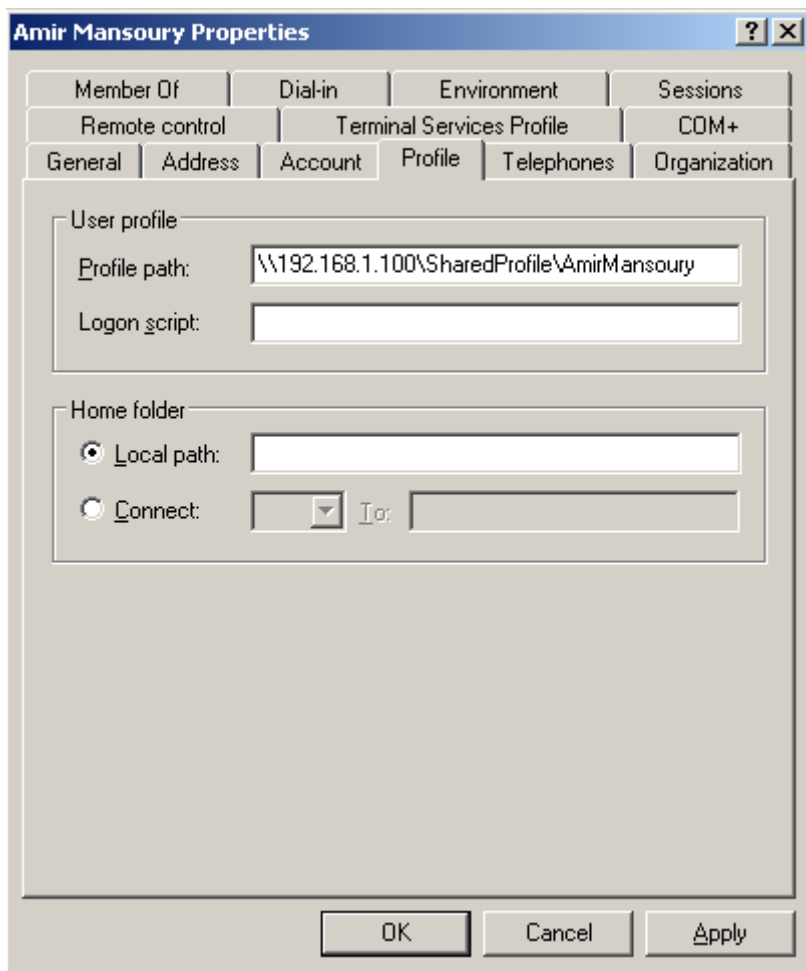 Amir Mansoury Properties
Member Of Dial-in Environment Sessions
Remote control Terminal Services Profile COM+
General Address Account Profile Telephones Organization
User profile
Profile path: \\192.168.1.100\SharedProfile\AmirMansoury
Logon script:
Home folder
Local path:
Connect: To:
OK Cancel Apply